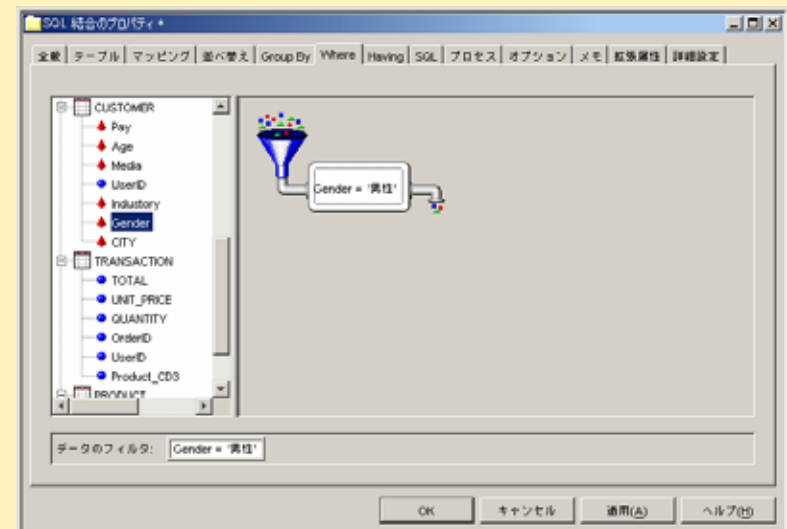 SQL 結合のプロパティ *
全般 テーブル マッピング 並べ替え Group By Where Having SQL プロセス オプション メモ 拡張属性 詳細設定
CUSTOMER
Pay
Age
Media
UserID
Industory
Gender
CITY
TRANSACTION
TOTAL
UNIT_PRICE
QUANTITY
OrderID
UserID
Product_CD3
PRODUCT
Gender = '男性'
データのフィルタ: Gender = '男性'
OK キャンセル 適用(A) ヘルプ(H)